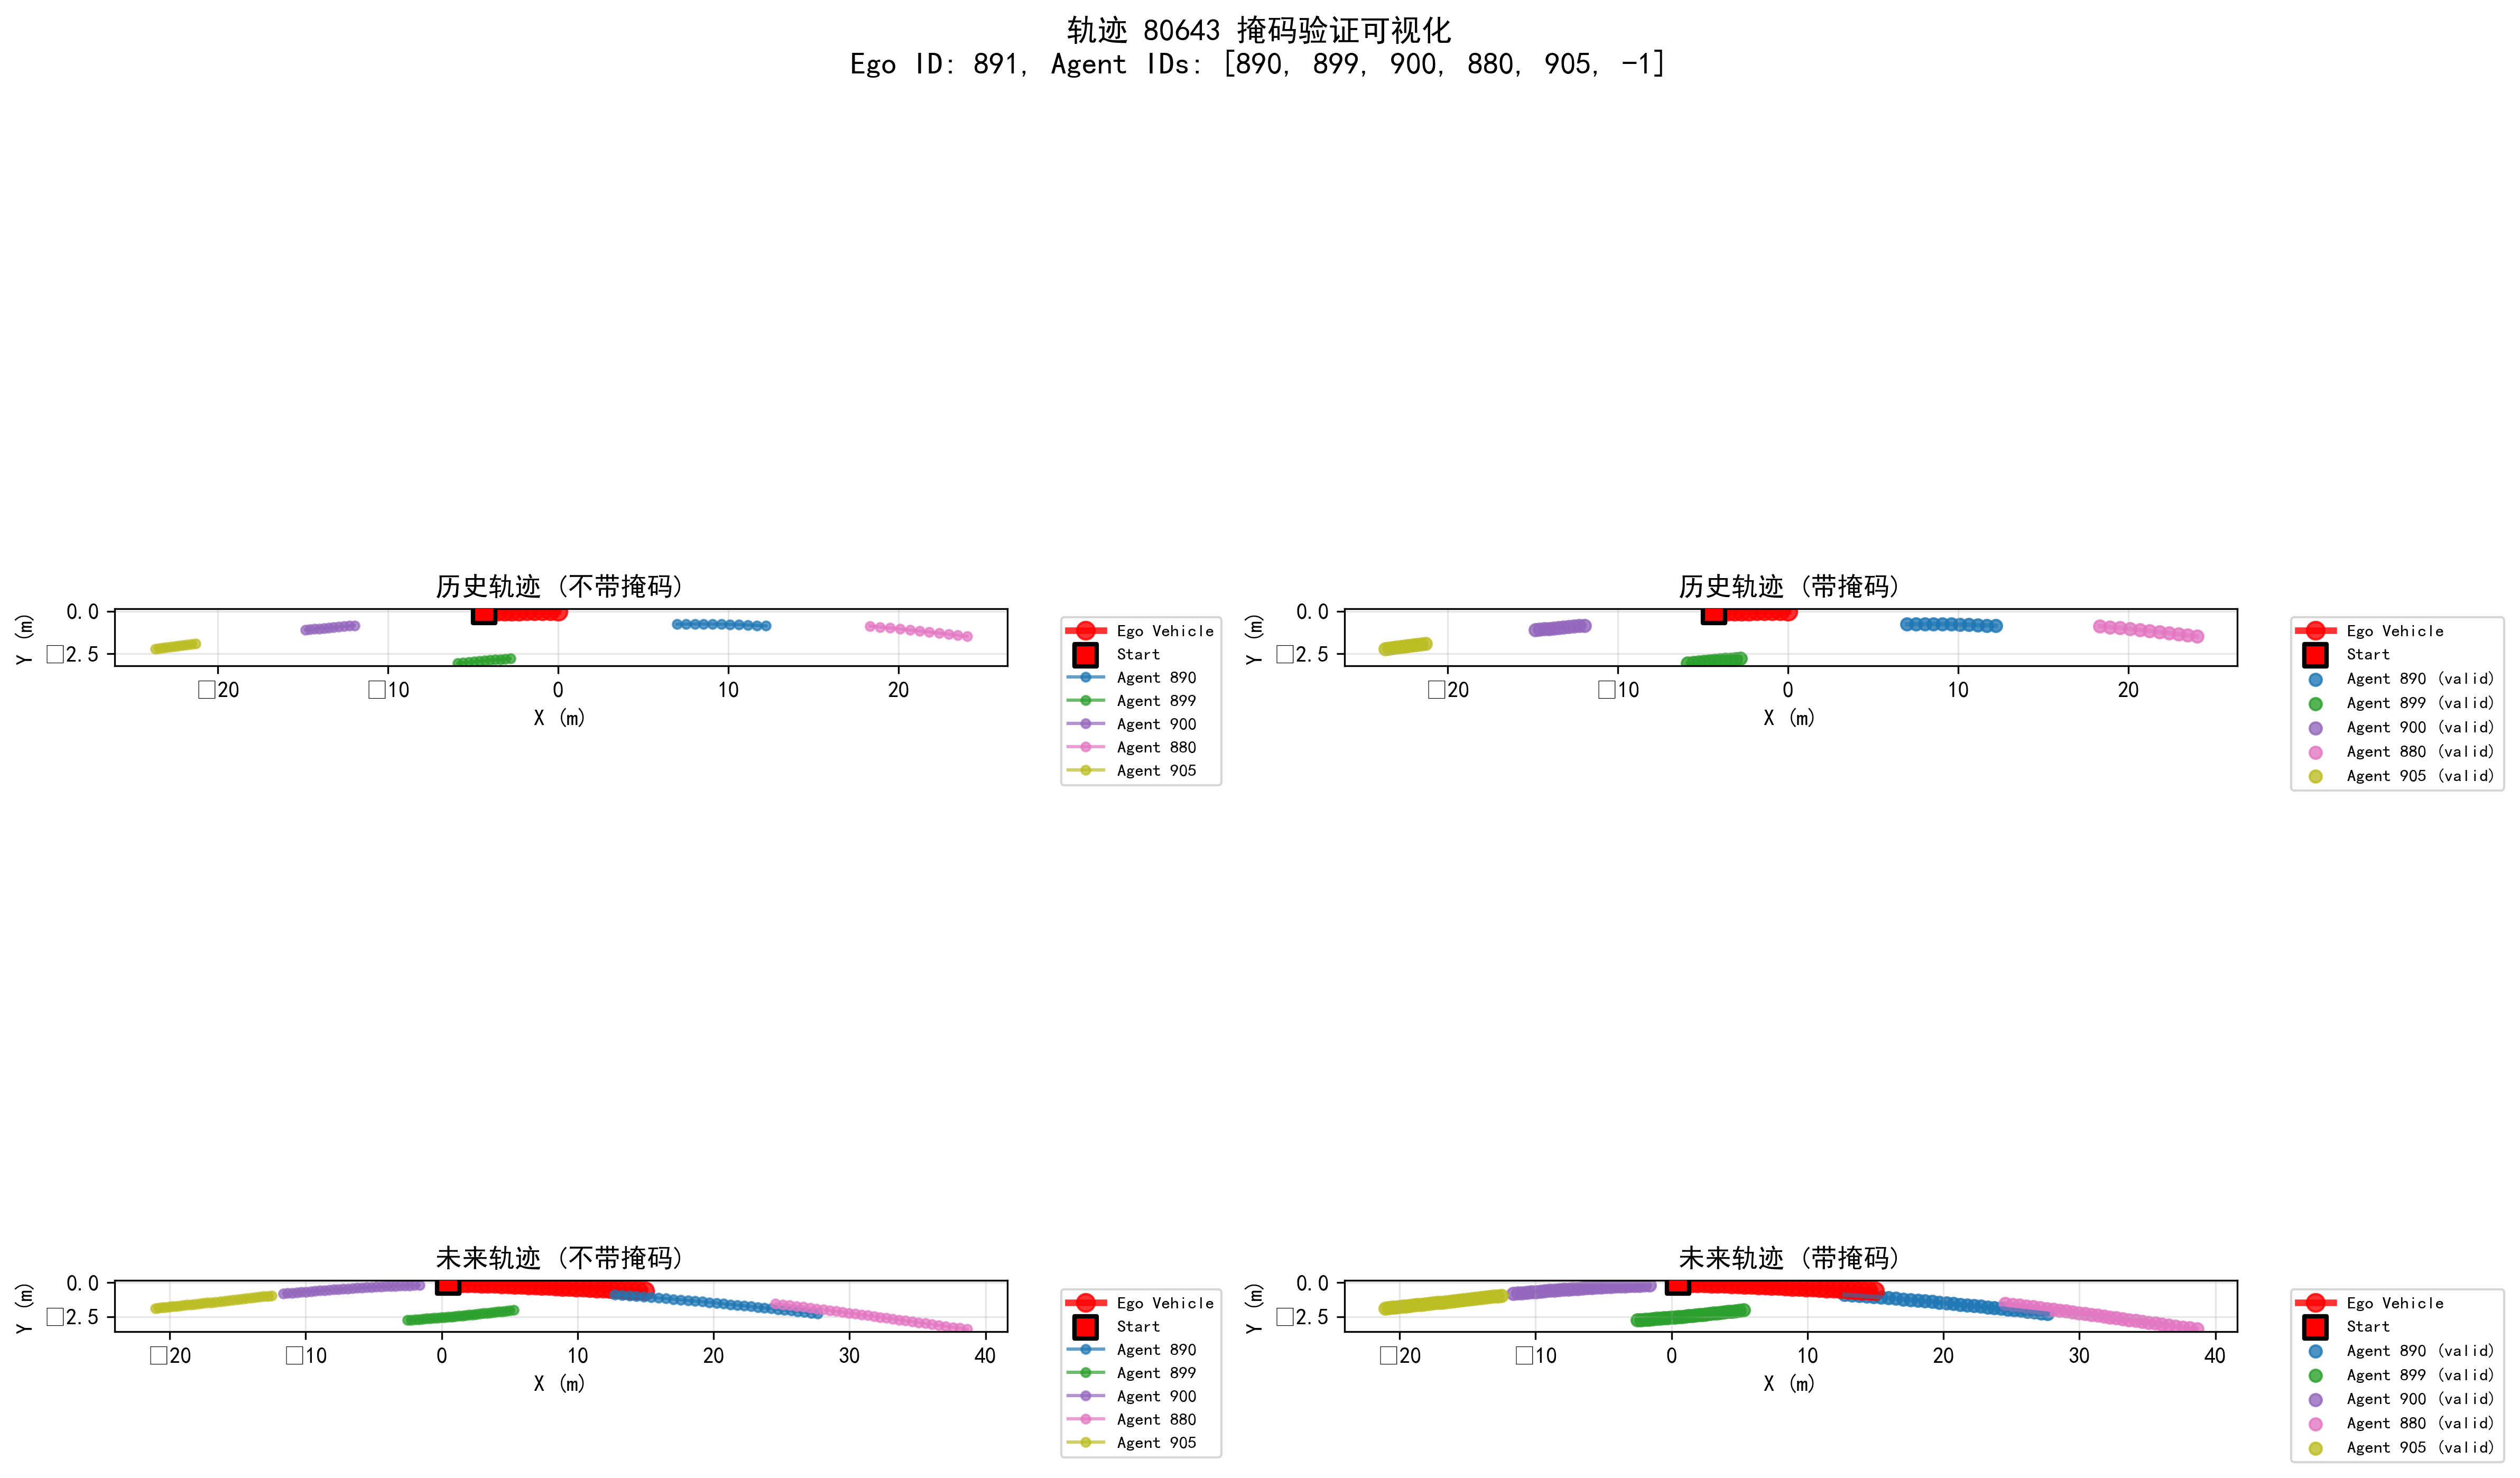 轨迹 80643 掩码验证可视化
Ego ID: 891, Agent IDs: [890, 899, 900, 880, 905, -1]
历史轨迹 (不带掩码)
Y (m)
0.0
□2.5
□20 □10 0 10 20
X (m)
Ego Vehicle
Start
Agent 890
Agent 899
Agent 900
Agent 880
Agent 905
历史轨迹 (带掩码)
Y (m)
0.0
□2.5
□20 □10 0 10 20
X (m)
Ego Vehicle
Start
Agent 890 (valid)
Agent 899 (valid)
Agent 900 (valid)
Agent 880 (valid)
Agent 905 (valid)
未来轨迹 (不带掩码)
Y (m)
0.0
□2.5
□20 □10 0 10 20 30 40
X (m)
Ego Vehicle
Start
Agent 890
Agent 899
Agent 900
Agent 880
Agent 905
未来轨迹 (带掩码)
Y (m)
0.0
□2.5
□20 □10 0 10 20 30 40
X (m)
Ego Vehicle
Start
Agent 890 (valid)
Agent 899 (valid)
Agent 900 (valid)
Agent 880 (valid)
Agent 905 (valid)